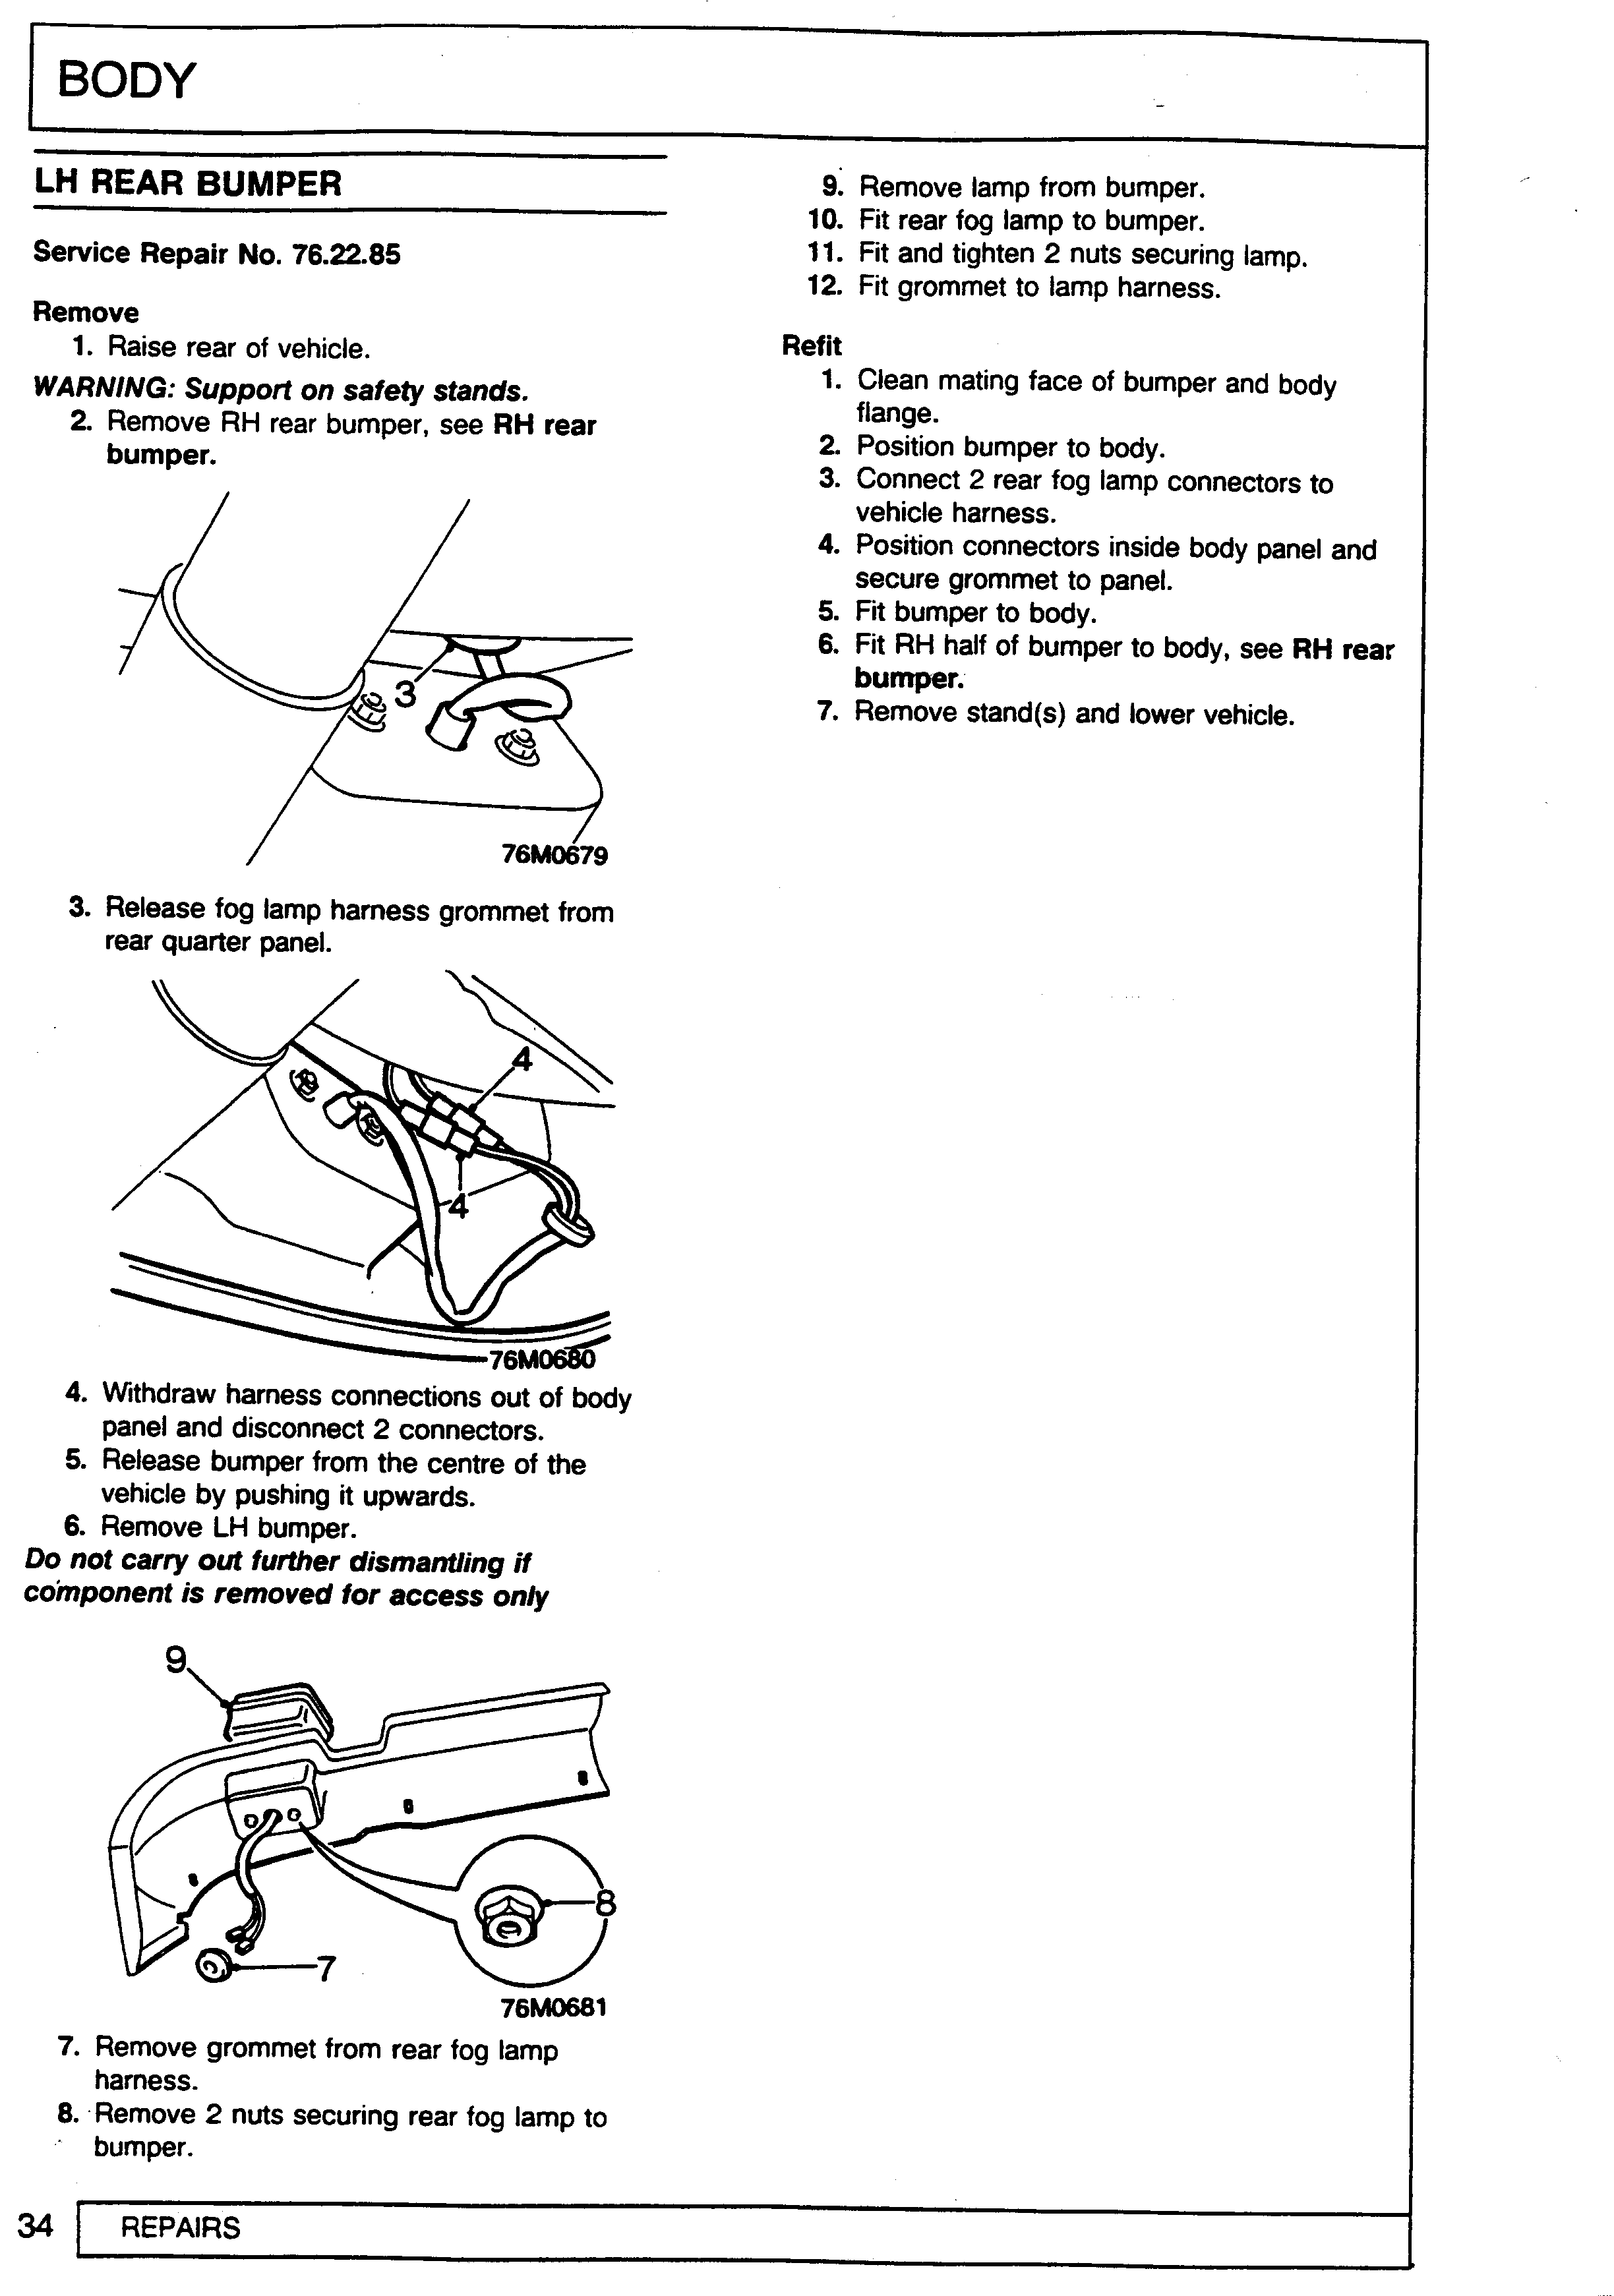 BODY
LH REAR BUMPER
Service Repair No. 76.22.85
Remove
1. Raise rear of vehicle.
WARNING: Support on safety stands.
2. Remove RH rear bumper, see RH rear
bumper.
3
76M0679
3. Release fog lamp harness grommet from
rear quarter panel.
4
4
76M0680
4. Withdraw harness connections out of body
panel and disconnect 2 connectors.
5. Release bumper from the centre of the
vehicle by pushing it upwards.
6. Remove LH bumper.
Do not carry out further dismantling if
component is removed for access only
9
8
7
76M0681
7. Remove grommet from rear fog lamp
harness.
8. Remove 2 nuts securing rear fog lamp to
bumper.
9. Remove lamp from bumper.
10. Fit rear fog lamp to bumper.
11. Fit and tighten 2 nuts securing lamp.
12. Fit grommet to lamp harness.
Refit
1. Clean mating face of bumper and body
flange.
2. Position bumper to body.
3. Connect 2 rear fog lamp connectors to
vehicle harness.
4. Position connectors inside body panel and
secure grommet to panel.
5. Fit bumper to body.
6. Fit RH half of bumper to body, see RH rear
bumper.
7. Remove stand(s) and lower vehicle.
34
REPAIRS